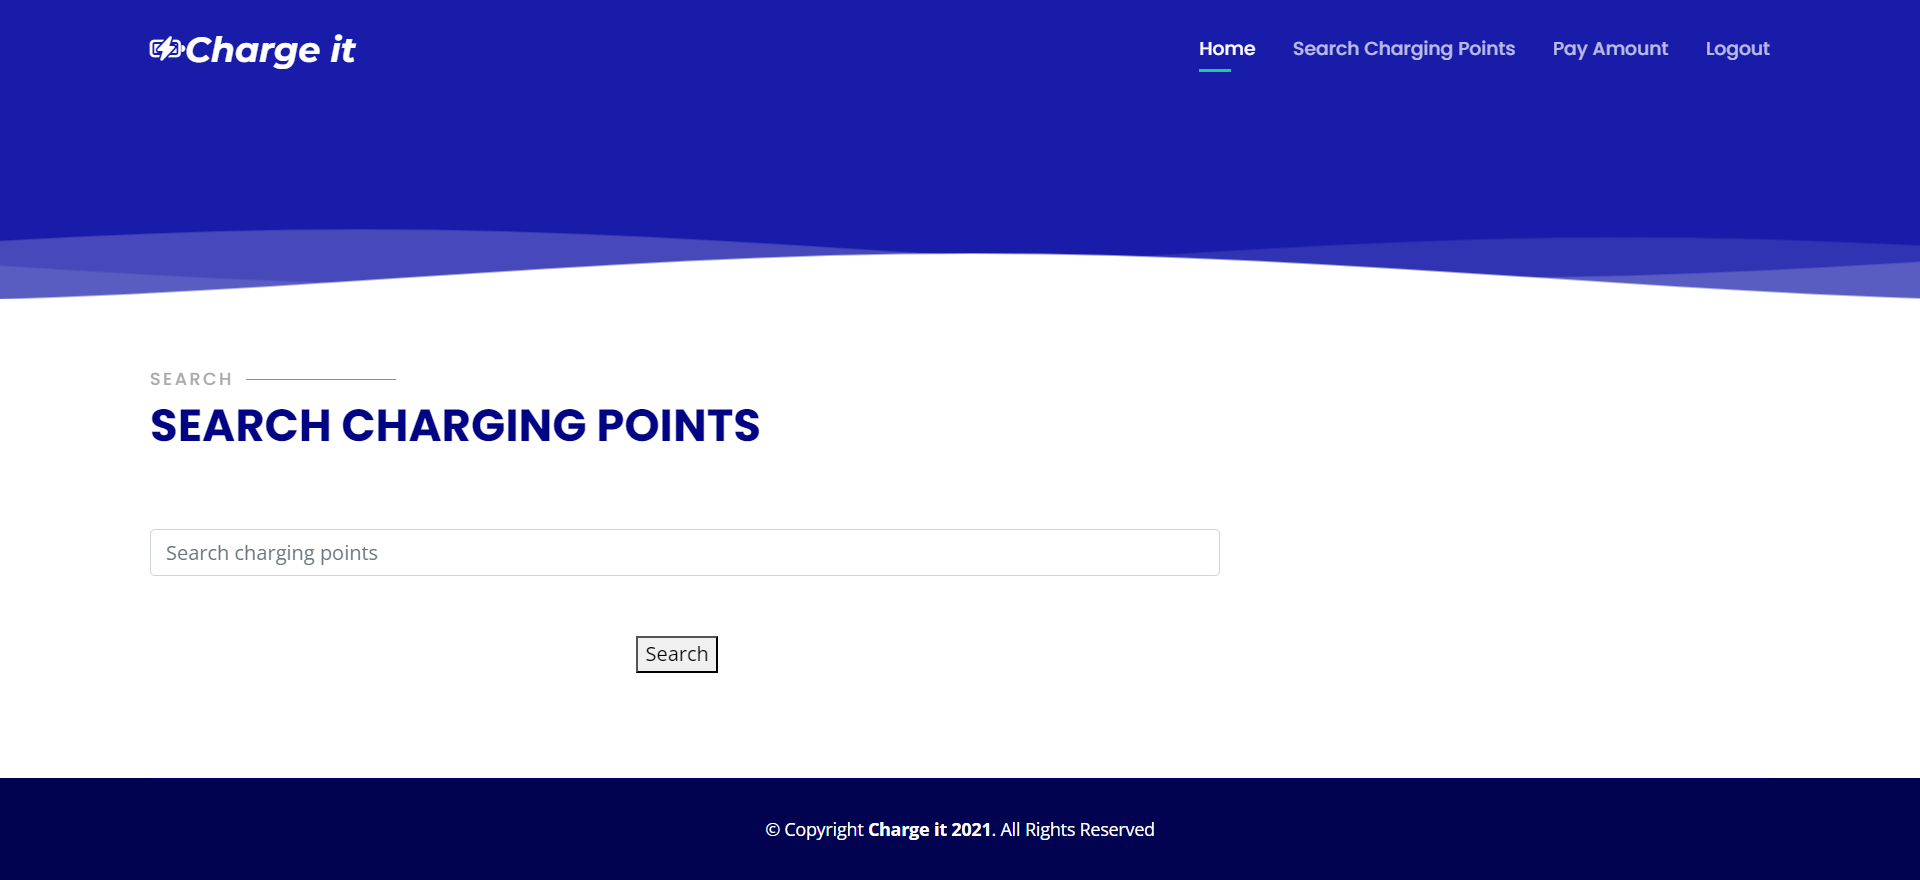 Charge it
Home Search Charging Points Pay Amount Logout
SEARCH
SEARCH CHARGING POINTS
Search charging points
Search
© Copyright Charge it 2021. All Rights Reserved